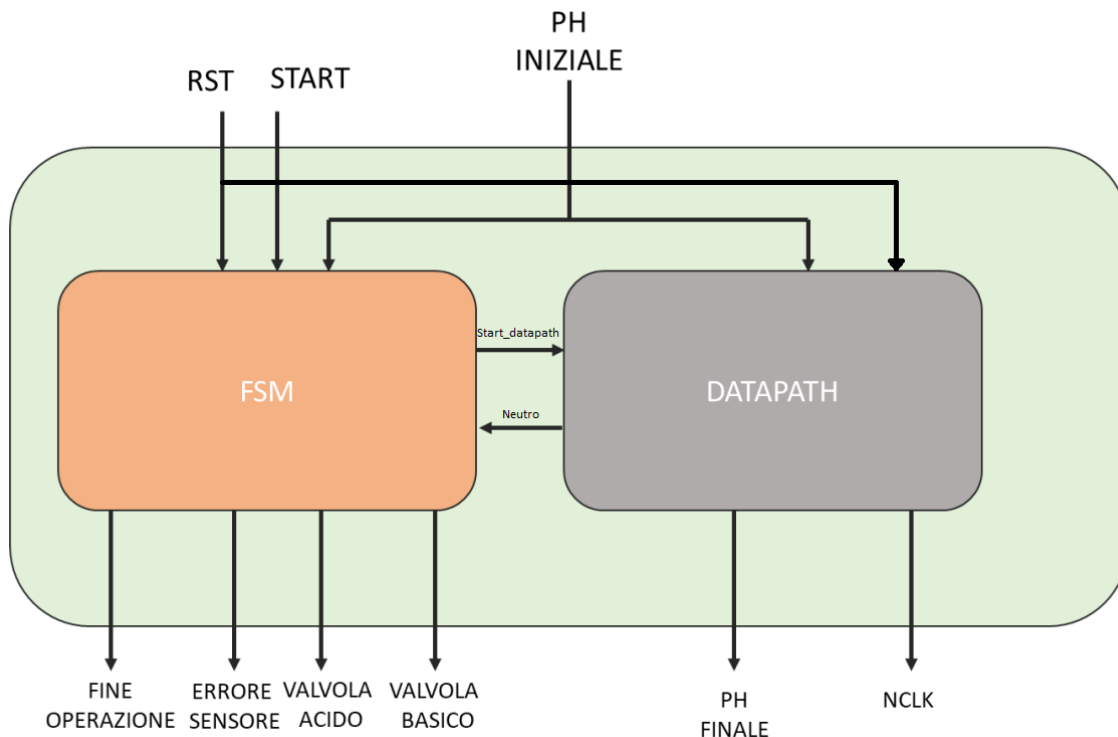 PH
INIZIALE
RST
START
Start_datapath
FSM
DATAPATH
Neutro
FINE
OPERAZIONE
ERRORE
SENSORE
VALVOLA
ACIDO
VALVOLA
BASICO
PH
FINALE
NCLK